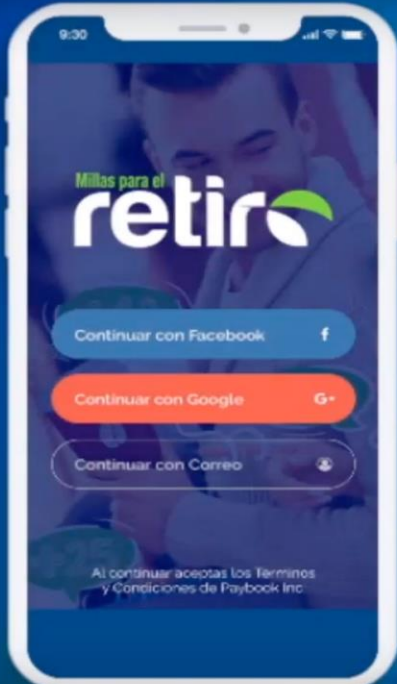 9:30
Millas para el
retiro
Continuar con Facebook f
Continuar con Google G+
Continuar con Correo
Al continuar aceptas los Terminos
y Condiciones de Paybook Inc